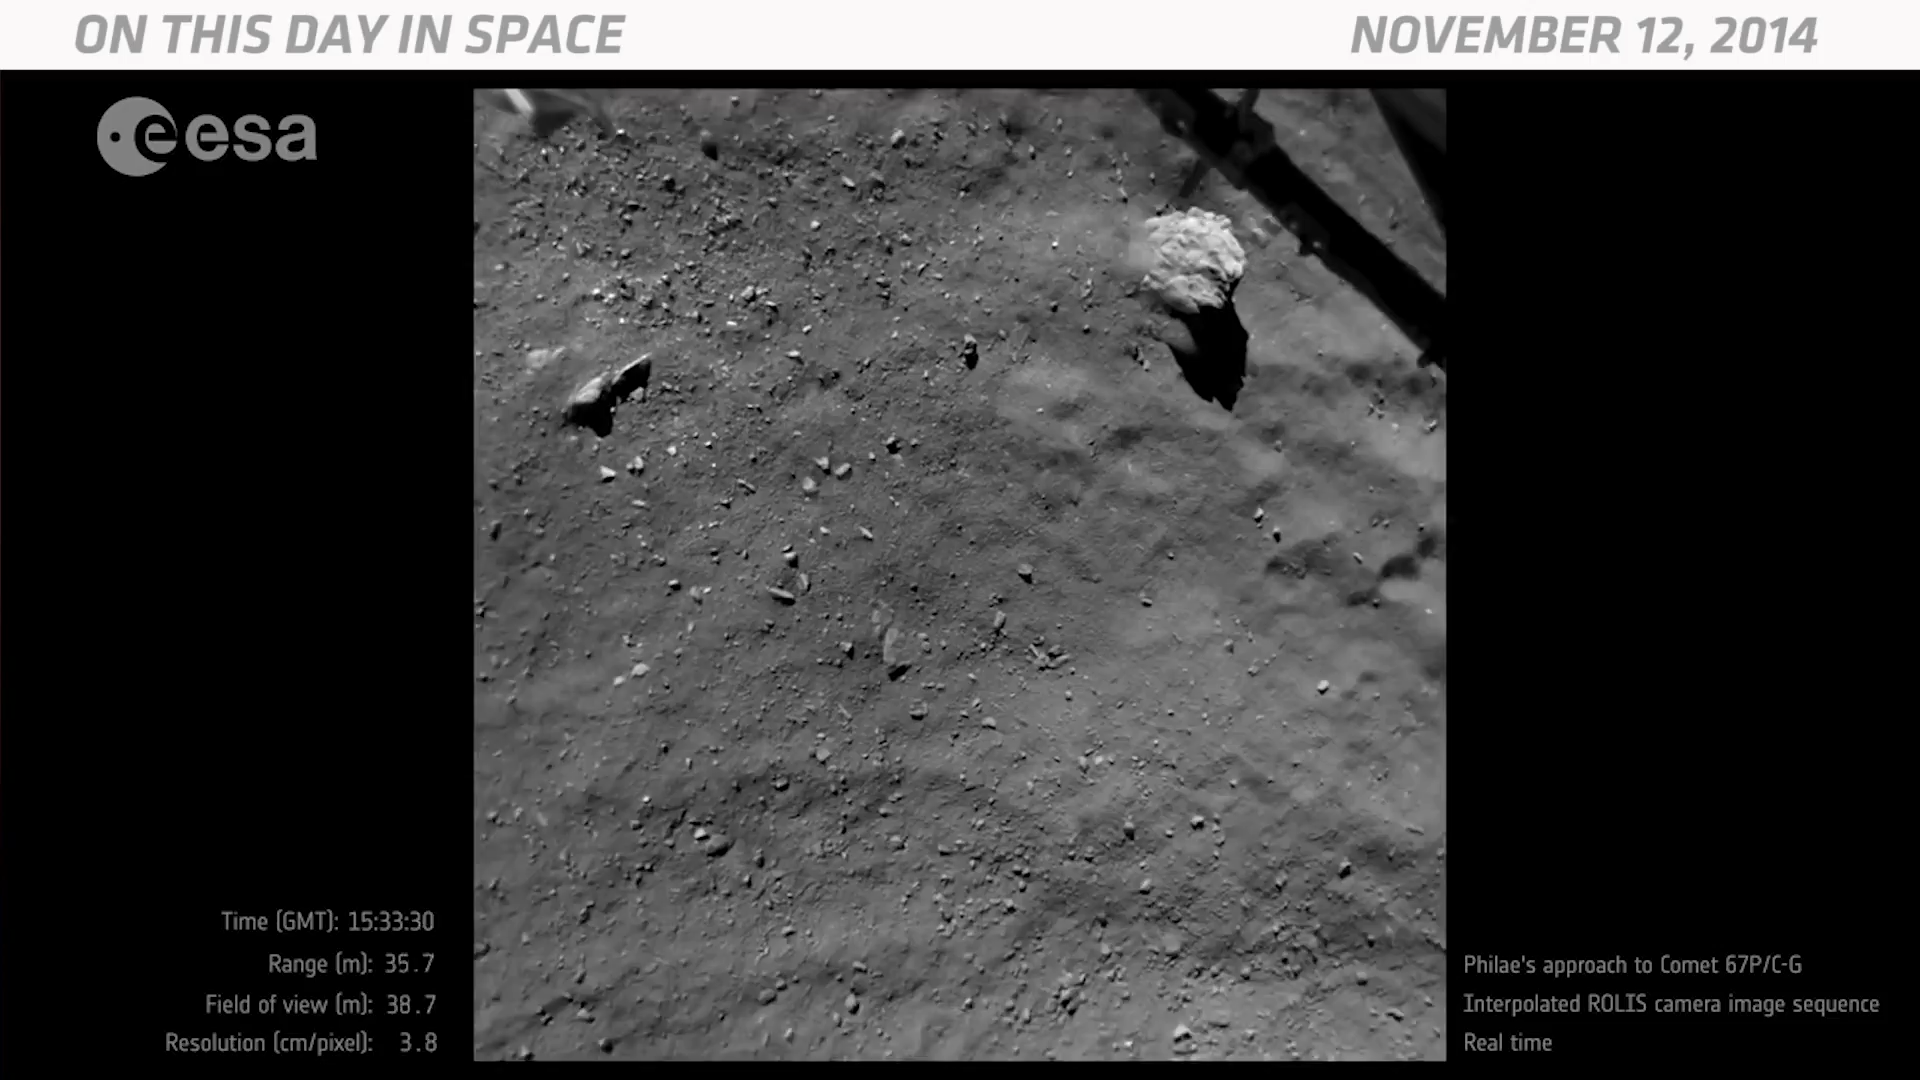 ON THIS DAY IN SPACE
NOVEMBER 12, 2014
esa
Time (GMT): 15:33:30
Range (m): 35.7
Field of view (m): 38.7
Resolution (cm/pixel): 3.8
Philae's approach to Comet 67P/C-G
Interpolated ROLIS camera image sequence
Real time